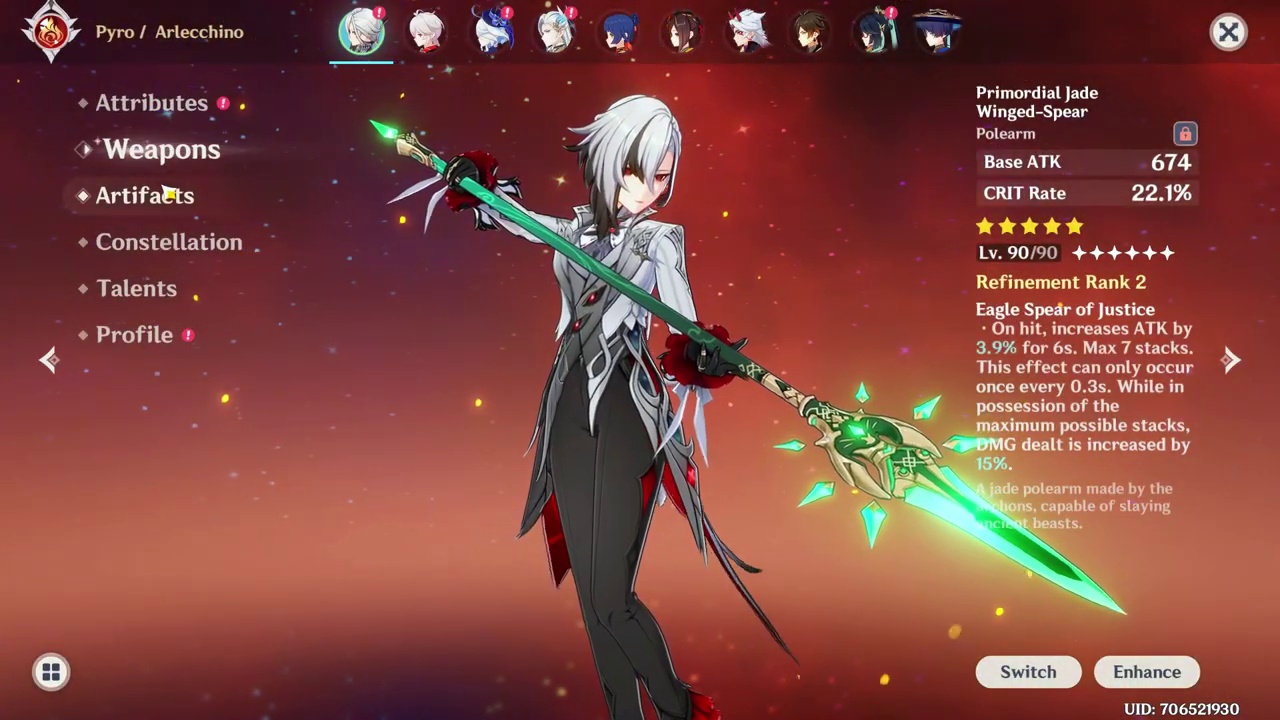 Pyro / Arlecchino
Attributes
Weapons
Artifacts
Constellation
Talents
Profile
Primordial Jade
Winged-Spear
Polearm
Base ATK 674
CRIT Rate 22.1%
Lv. 90/90
Refinement Rank 2
Eagle Spear of Justice
· On hit, increases ATK by
3.9% for 6s. Max 7 stacks.
This effect can only occur
once every 0.3s. While in
possession of the
maximum possible stacks,
DMG dealt is increased by
15%.
A jade polearm made by the
archons, capable of slaying
ancient beasts.
Switch
Enhance
UID: 706521930